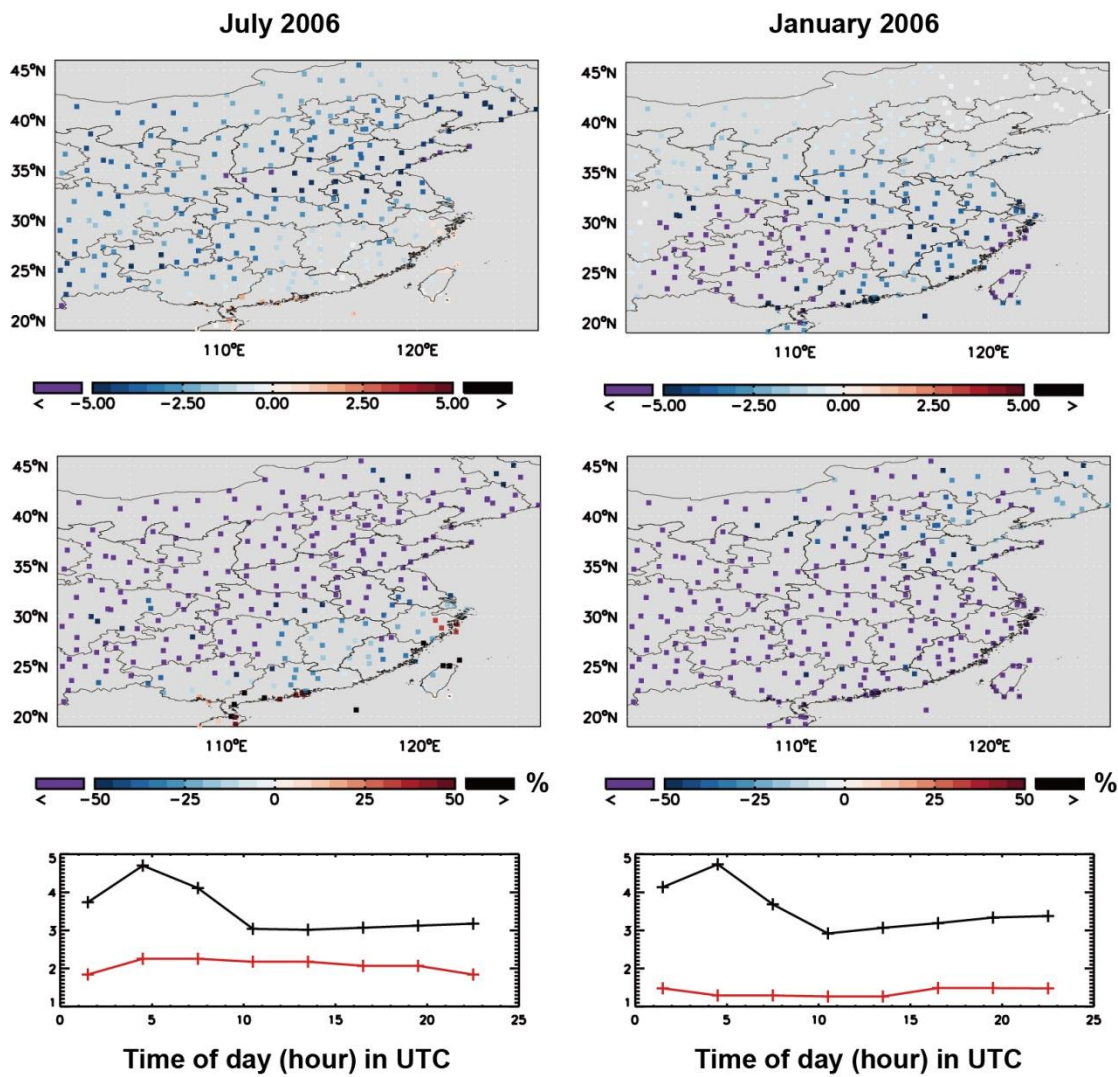 July 2006
January 2006
45°N
40°N
35°N
30°N
25°N
20°N
110°E 120°E
< −5.00 −2.50 0.00 2.50 5.00 >
45°N
40°N
35°N
30°N
25°N
20°N
110°E 120°E
< −5.00 −2.50 0.00 2.50 5.00 >
45°N
40°N
35°N
30°N
25°N
20°N
110°E 120°E
< −50 −25 0 25 50 > %
45°N
40°N
35°N
30°N
25°N
20°N
110°E 120°E
< −50 −25 0 25 50 > %
5
4
3
2
1
0 5 10 15 20 25
Time of day (hour) in UTC
5
4
3
2
1
0 5 10 15 20 25
Time of day (hour) in UTC